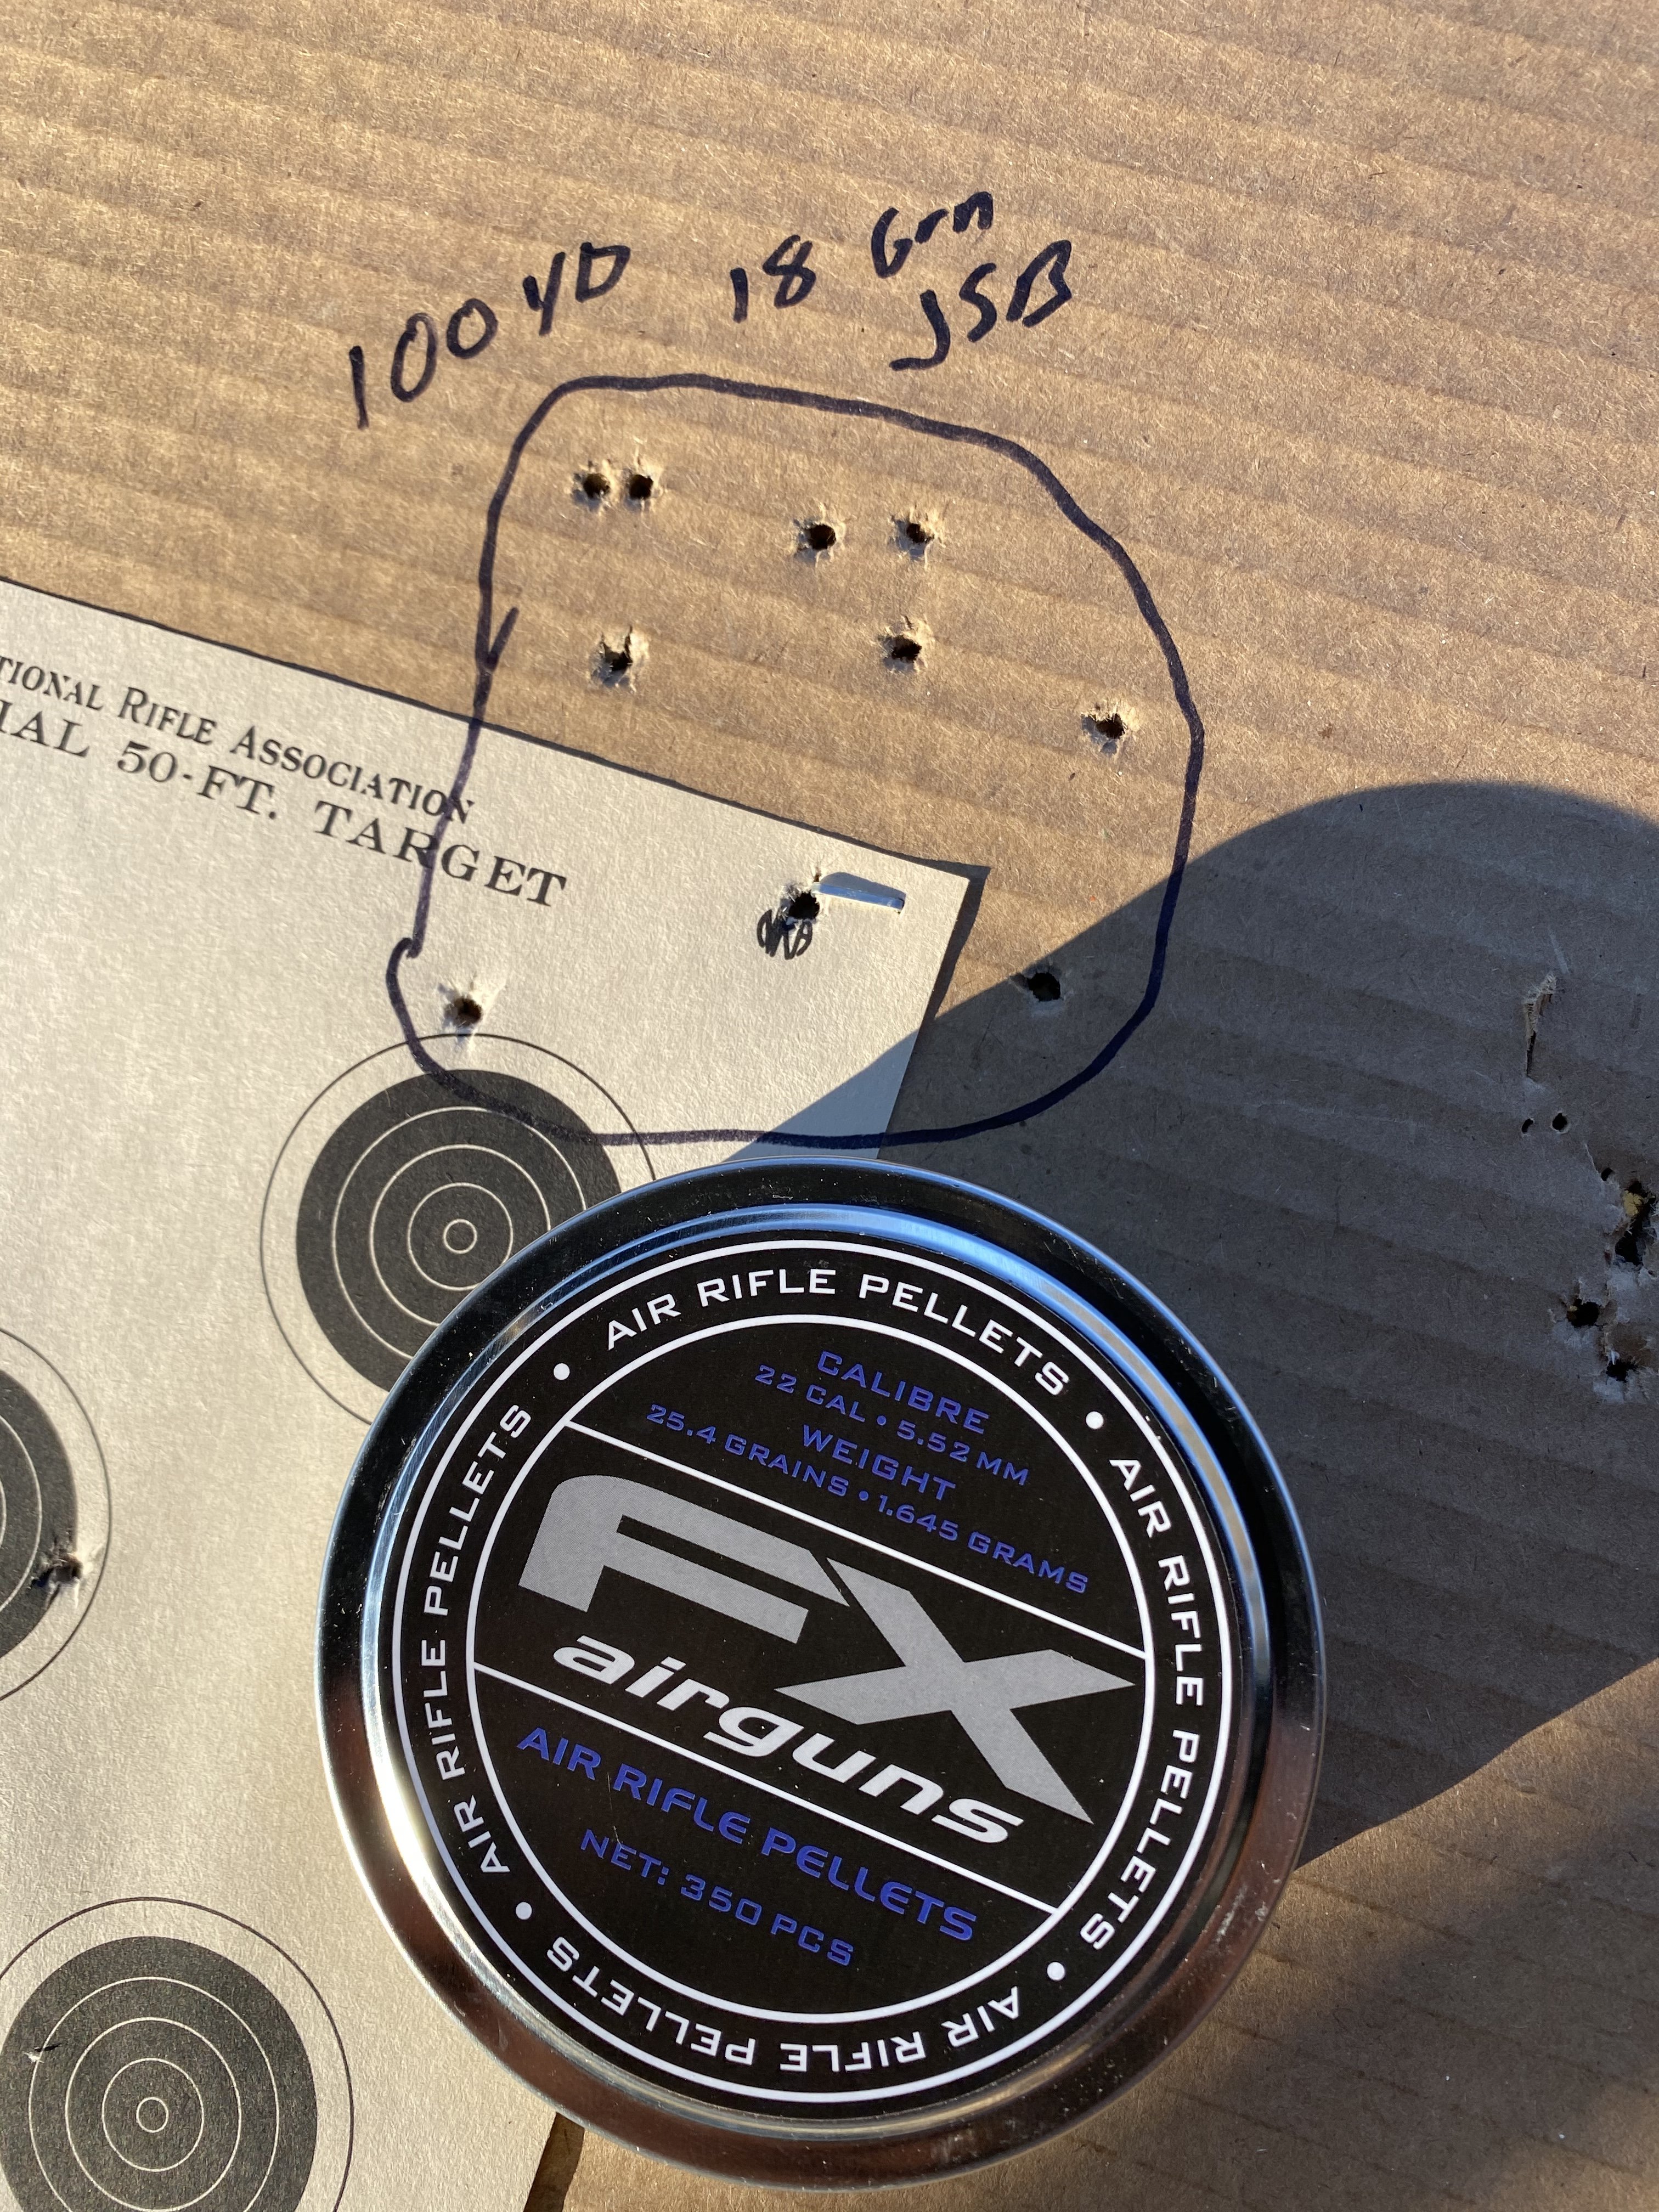 100 YD 18 Grn
JSB
TIONAL RIFLE ASSOCIATION
IAL 50-FT. TARGET
AIR RIFLE PELLETS • AIR RIFLE PELLETS • AIR RIFLE PELLETS • AIR RIFLE PELLETS •
CALIBRE
22 CAL • 5.52 MM
WEIGHT
25.4 GRAINS • 1.645 GRAMS
FX
airguns
AIR RIFLE PELLETS
NET: 350 PCS